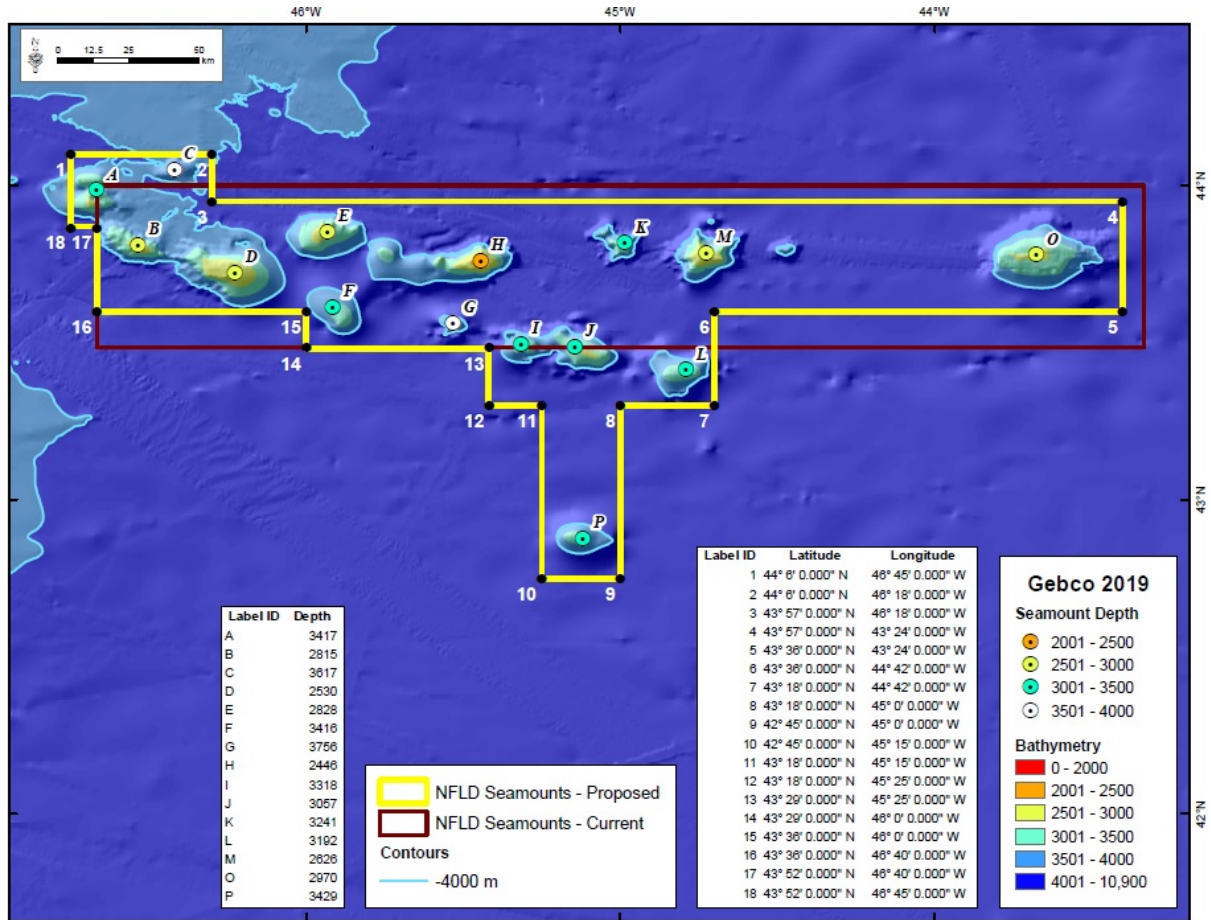 46°W 45°W 44°W
N
0 12.5 25 50
km
C
1 2
A
44°N 44°N
3 4
E
K
18 17 B
H M O
D
F
G
16 15 6 5
I J
14 13
L
12 11 8 7
43°N 43°N
P
10 9
Label ID Depth
A 3417
B 2815
C 3617
D 2530
E 2828
F 3416
G 3756
H 2446
I 3318
J 3057
K 3241
L 3192
M 2626
O 2970
P 3429
NFLD Seamounts - Proposed
NFLD Seamounts - Current
Contours
-4000 m
Label ID Latitude Longitude
1 44° 6' 0.000" N 46° 45' 0.000" W
2 44° 6' 0.000" N 46° 18' 0.000" W
3 43° 57' 0.000" N 46° 18' 0.000" W
4 43° 57' 0.000" N 43° 24' 0.000" W
5 43° 36' 0.000" N 43° 24' 0.000" W
6 43° 36' 0.000" N 44° 42' 0.000" W
7 43° 18' 0.000" N 44° 42' 0.000" W
8 43° 18' 0.000" N 45° 0' 0.000" W
9 42° 45' 0.000" N 45° 0' 0.000" W
10 42° 45' 0.000" N 45° 15' 0.000" W
11 43° 18' 0.000" N 45° 15' 0.000" W
12 43° 18' 0.000" N 45° 25' 0.000" W
13 43° 29' 0.000" N 45° 25' 0.000" W
14 43° 29' 0.000" N 46° 0' 0.000" W
15 43° 36' 0.000" N 46° 0' 0.000" W
16 43° 36' 0.000" N 46° 40' 0.000" W
17 43° 52' 0.000" N 46° 40' 0.000" W
18 43° 52' 0.000" N 46° 45' 0.000" W
Gebco 2019
Seamount Depth
2001 - 2500
2501 - 3000
3001 - 3500
3501 - 4000
Bathymetry
0 - 2000
2001 - 2500
2501 - 3000
3001 - 3500
3501 - 4000
4001 - 10,900
42°N